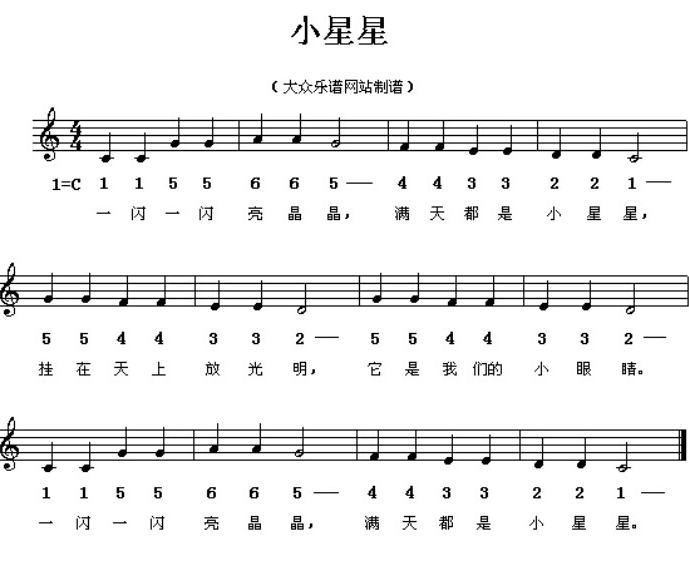 小星星
（大众乐谱网站制谱）
4
4
1=C 1 1 5 5 6 6 5 — 4 4 3 3 2 2 1 —
一闪一闪 亮晶晶， 满天都是 小星星，
5 5 4 4 3 3 2 — 5 5 4 4 3 3 2 —
挂在天上 放光明， 它是我们的 小眼睛。
1 1 5 5 6 6 5 — 4 4 3 3 2 2 1 —
一闪一闪 亮晶晶， 满天都是 小星星。